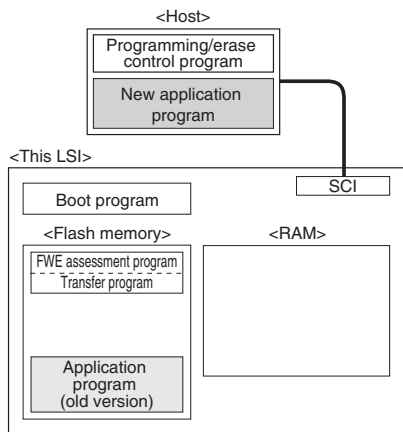 <Host>
Programming/erase
control program
New application
program
<This LSI>
SCI
Boot program
<Flash memory>
<RAM>
FWE assessment program
Transfer program
Application
program
(old version)